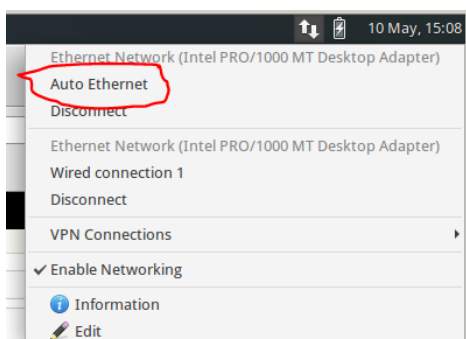 10 May, 15:08
Ethernet Network (Intel PRO/1000 MT Desktop Adapter)
Auto Ethernet
Disconnect
Ethernet Network (Intel PRO/1000 MT Desktop Adapter)
Wired connection 1
Disconnect
VPN Connections
Enable Networking
Information
Edit